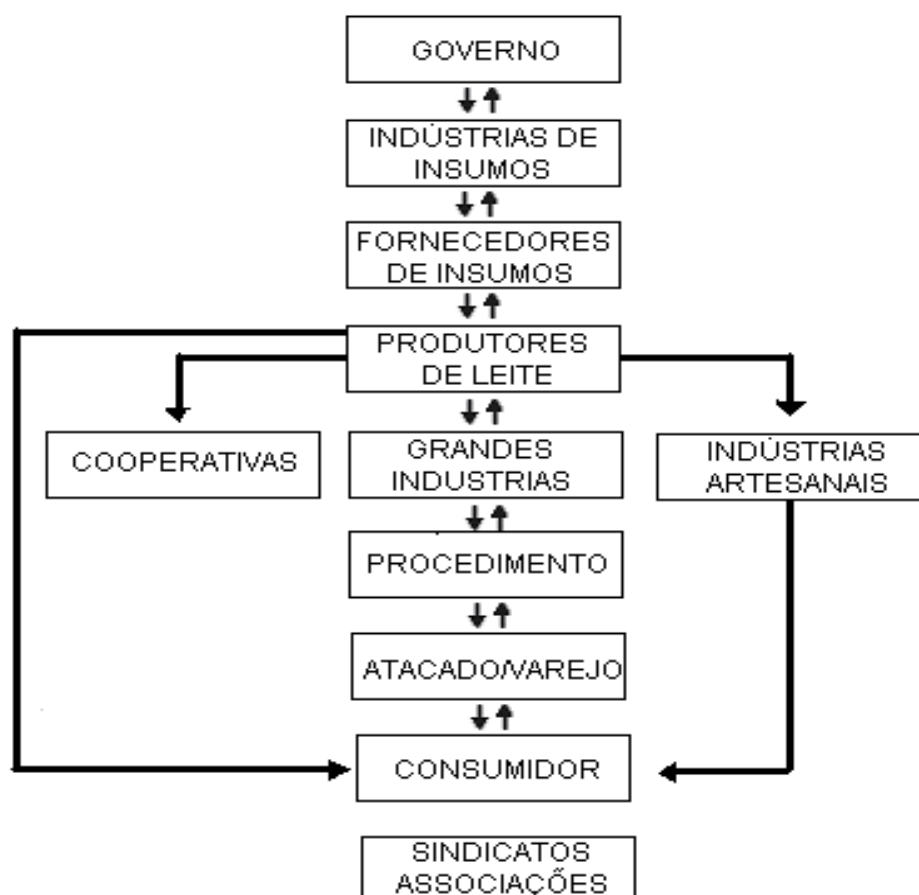 GOVERNO
INDÚSTRIAS DE
INSUMOS
FORNECEDORES
DE INSUMOS
PRODUTORES
DE LEITE
COOPERATIVAS
GRANDES
INDUSTRIAS
INDÚSTRIAS
ARTESANAIS
PROCEDIMENTO
ATACADO/VAREJO
CONSUMIDOR
SINDICATOS
ASSOCIAÇÕES